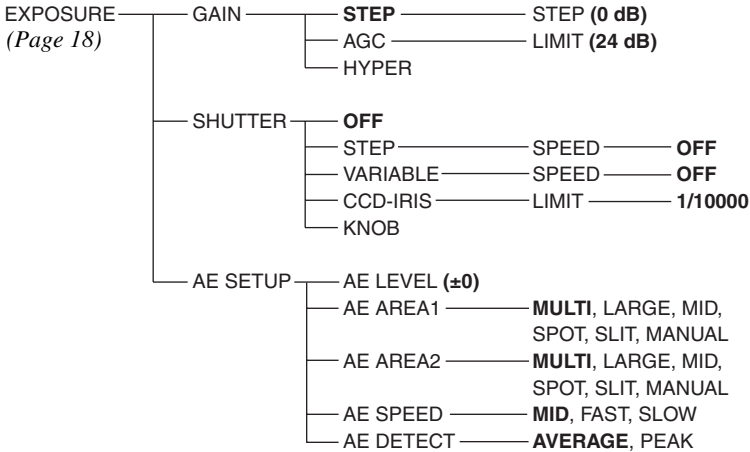 EXPOSURE GAIN STEP STEP (0 dB)
(Page 18) AGC LIMIT (24 dB)
HYPER
SHUTTER OFF
STEP SPEED OFF
VARIABLE SPEED OFF
CCD-IRIS LIMIT 1/10000
KNOB
AE SETUP AE LEVEL (±0)
AE AREA1 MULTI, LARGE, MID,
SPOT, SLIT, MANUAL
AE AREA2 MULTI, LARGE, MID,
SPOT, SLIT, MANUAL
AE SPEED MID, FAST, SLOW
AE DETECT AVERAGE, PEAK